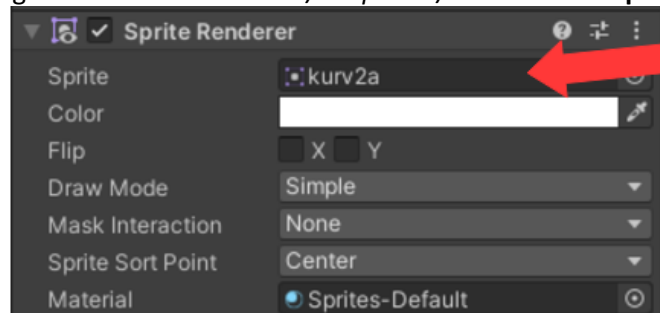 Sprite Renderer
Sprite kurv2a
Color
Flip X Y
Draw Mode Simple
Mask Interaction None
Sprite Sort Point Center
Material Sprites-Default